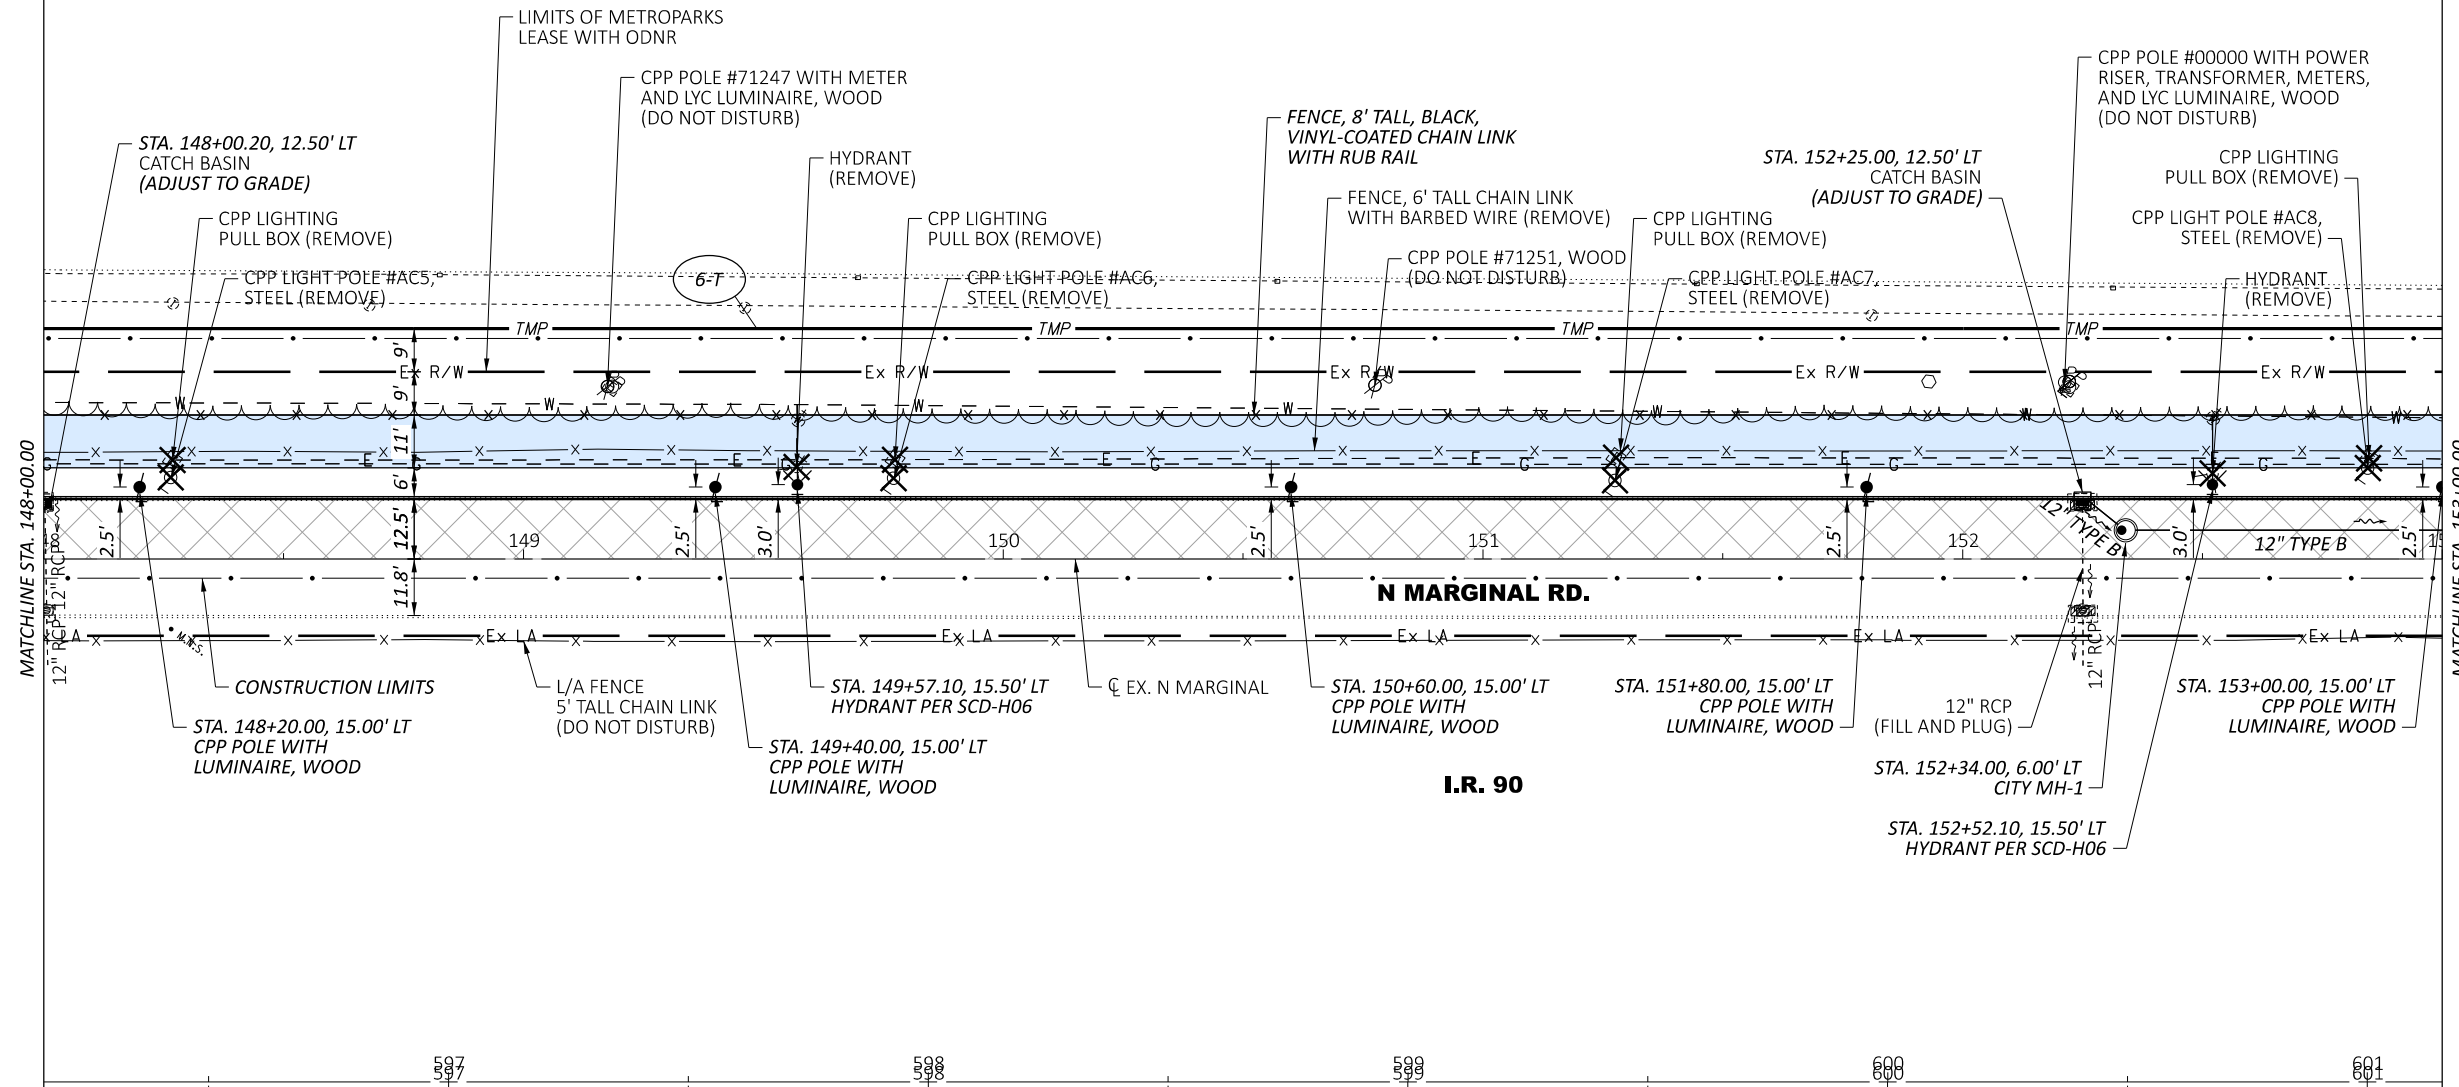 LIMITS OF METROPARKS
LEASE WITH ODNR
CPP POLE #71247 WITH METER
AND LYC LUMINAIRE, WOOD
(DO NOT DISTURB)
CPP POLE #00000 WITH POWER
RISER, TRANSFORMER, METERS,
AND LYC LUMINAIRE, WOOD
(DO NOT DISTURB)
FENCE, 8' TALL, BLACK,
VINYL-COATED CHAIN LINK
WITH RUB RAIL
STA. 148+00.20, 12.50' LT
CATCH BASIN
(ADJUST TO GRADE)
HYDRANT
(REMOVE)
STA. 152+25.00, 12.50' LT
CATCH BASIN
(ADJUST TO GRADE)
CPP LIGHTING
PULL BOX (REMOVE)
FENCE, 6' TALL CHAIN LINK
WITH BARBED WIRE (REMOVE)
CPP LIGHTING
PULL BOX (REMOVE)
CPP LIGHTING
PULL BOX (REMOVE)
CPP LIGHTING
PULL BOX (REMOVE)
CPP LIGHT POLE #AC8,
STEEL (REMOVE)
CPP POLE #71251, WOOD
(DO NOT DISTURB)
CPP LIGHT POLE #AC5,
STEEL (REMOVE)
6-T
CPP LIGHT POLE #AC6,
STEEL (REMOVE)
CPP LIGHT POLE #AC7,
STEEL (REMOVE)
HYDRANT
(REMOVE)
TMP TMP TMP TMP
9'
Ex R/W Ex R/W Ex R/W Ex R/W Ex R/W
9'
W W W W W W W
11'
E G E G E G E G E G G
6'
MATCHLINE STA. 148+00.00
MATCHLINE STA. 153+00.00
2.5' 12.5' 2.5' 3.0' 2.5' 2.5' 3.0' 2.5'
149 150 151 152
12" TYPE B
12" TYPE B
12" RCP
12" RCP
12" RCP
11.8'
N MARGINAL RD.
M.N.S.
Ex LA Ex LA Ex LA Ex LA Ex LA
12" RCP
CONSTRUCTION LIMITS
L/A FENCE
5' TALL CHAIN LINK
(DO NOT DISTURB)
STA. 149+57.10, 15.50' LT
HYDRANT PER SCD-H06
℄ EX. N MARGINAL
STA. 150+60.00, 15.00' LT
CPP POLE WITH
LUMINAIRE, WOOD
STA. 151+80.00, 15.00' LT
CPP POLE WITH
LUMINAIRE, WOOD
12" RCP
(FILL AND PLUG)
STA. 153+00.00, 15.00' LT
CPP POLE WITH
LUMINAIRE, WOOD
STA. 148+20.00, 15.00' LT
CPP POLE WITH
LUMINAIRE, WOOD
STA. 149+40.00, 15.00' LT
CPP POLE WITH
LUMINAIRE, WOOD
I.R. 90
STA. 152+34.00, 6.00' LT
CITY MH-1
STA. 152+52.10, 15.50' LT
HYDRANT PER SCD-H06
597 598 599 600 601
597 598 599 600 601